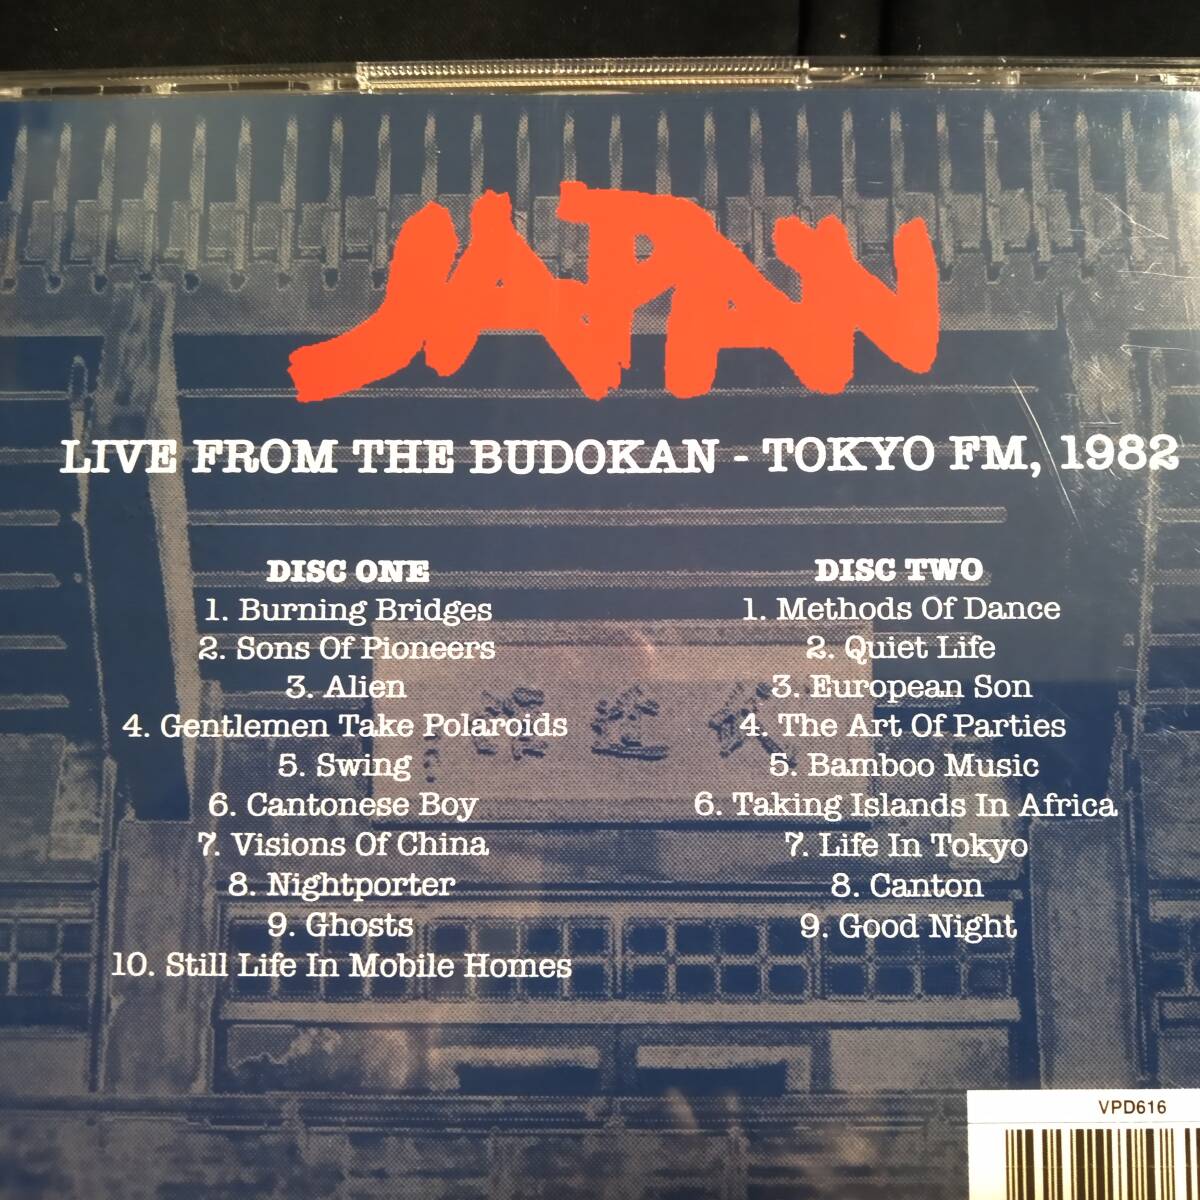 JAPAN
LIVE FROM THE BUDOKAN - TOKYO FM, 1982
DISC ONE
1. Burning Bridges
2. Sons Of Pioneers
3. Alien
4. Gentlemen Take Polaroids
5. Swing
6. Cantonese Boy
7. Visions Of China
8. Nightporter
9. Ghosts
10. Still Life In Mobile Homes
DISC TWO
1. Methods Of Dance
2. Quiet Life
3. European Son
4. The Art Of Parties
5. Bamboo Music
6. Taking Islands In Africa
7. Life In Tokyo
8. Canton
9. Good Night
VPD616